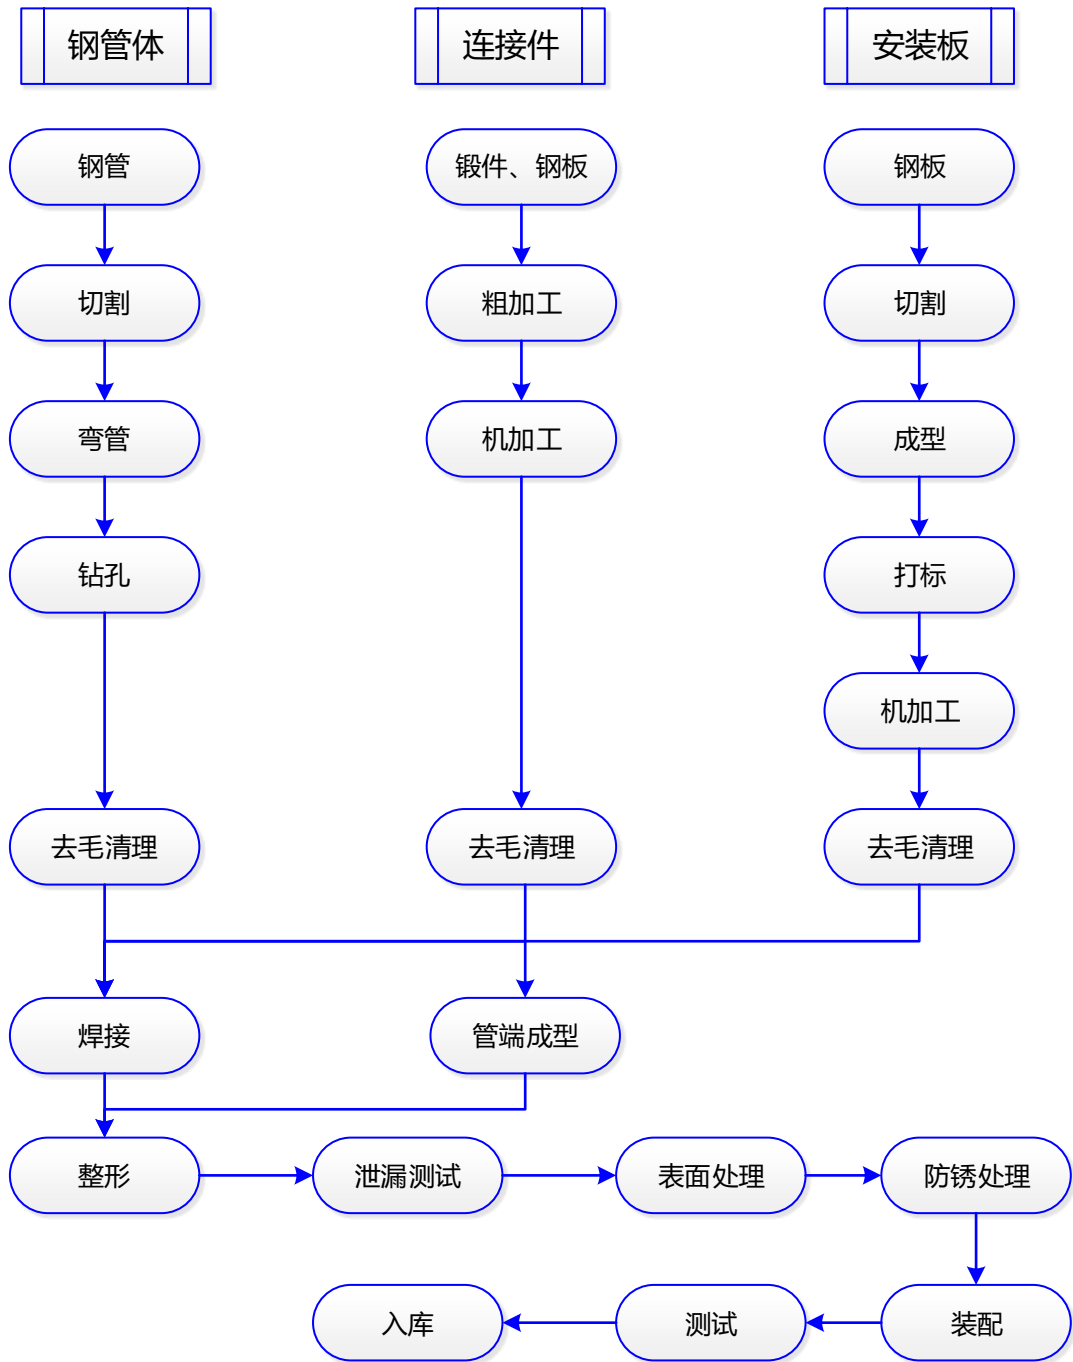 钢管体
连接件
安装板
钢管
锻件、钢板
钢板
切割
粗加工
切割
弯管
机加工
成型
钻孔
打标
机加工
去毛清理
去毛清理
去毛清理
焊接
管端成型
整形
泄漏测试
表面处理
防锈处理
入库
测试
装配